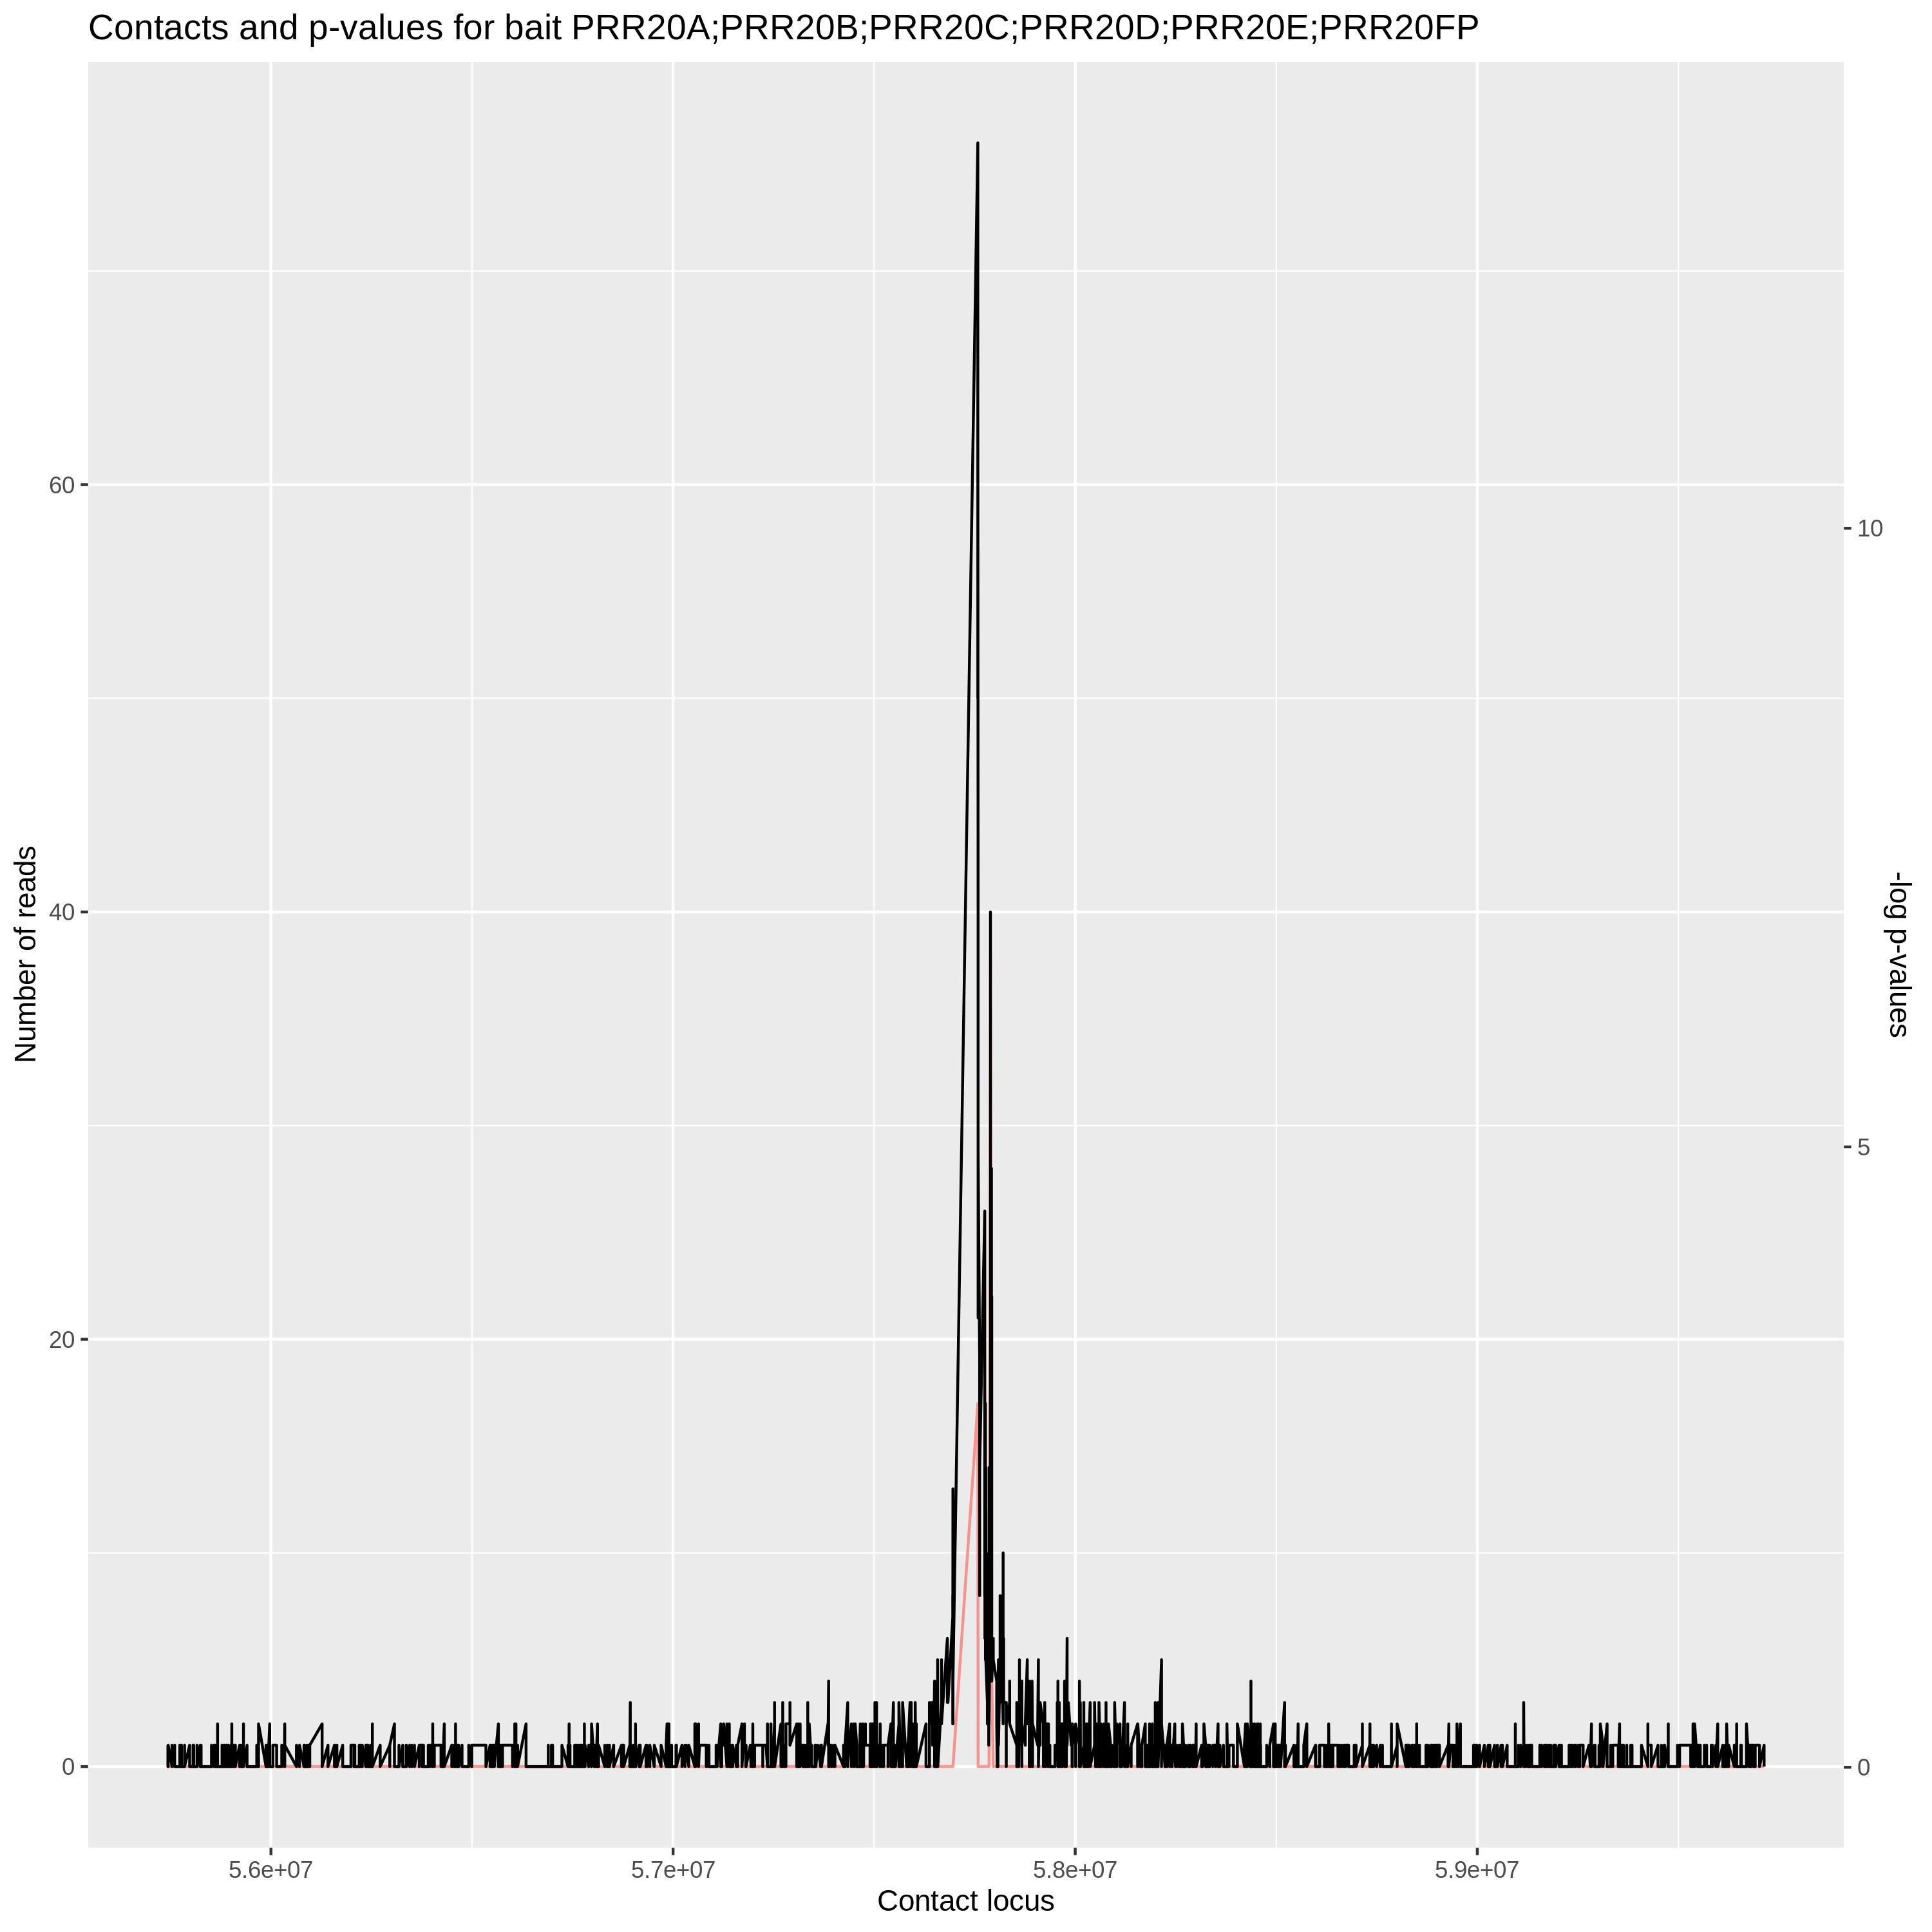 Contacts and p-values for bait PRR20A;PRR20B;PRR20C;PRR20D;PRR20E;PRR20FP
60
40
20
0
Number of reads
10
5
0
-log p-values
5.6e+07
5.7e+07
5.8e+07
5.9e+07
Contact locus